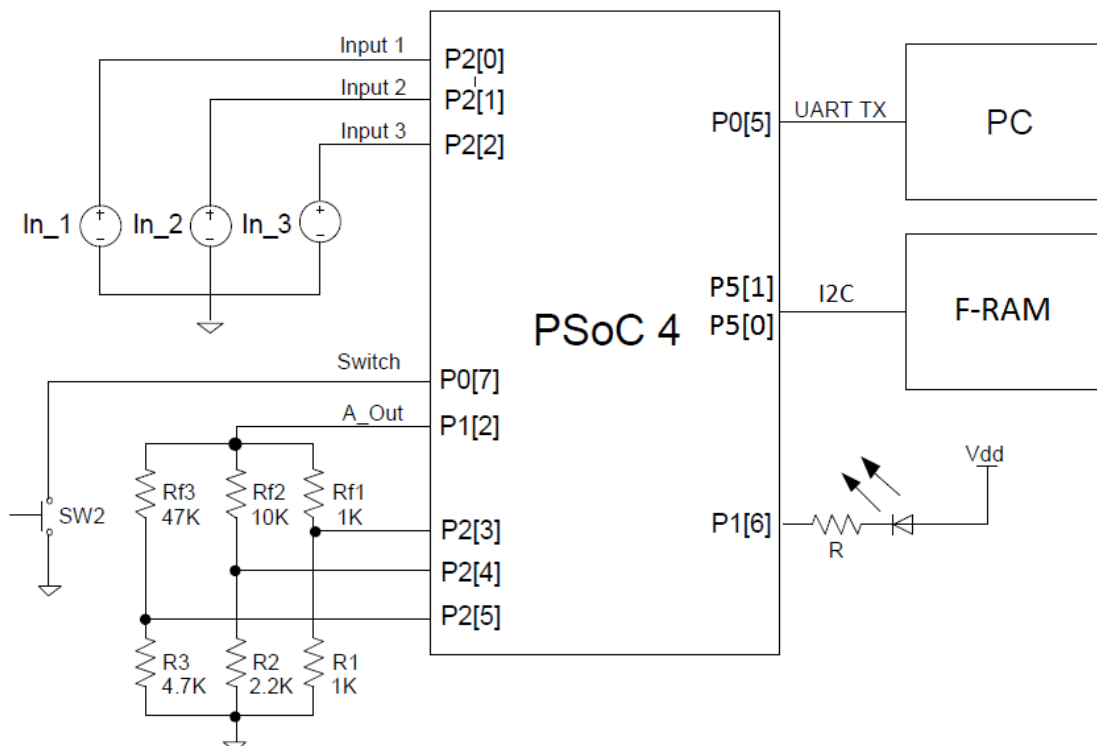 Input 1
P2[0]
Input 2
P2[1]
Input 3
P2[2]
In_1
In_2
In_3
P0[5]
UART TX
PC
P5[1]
I2C
P5[0]
F-RAM
PSoC 4
Switch
P0[7]
A_Out
P1[2]
SW2
Rf3
47K
Rf2
10K
Rf1
1K
P2[3]
P2[4]
P2[5]
R3
4.7K
R2
2.2K
R1
1K
Vdd
P1[6]
R